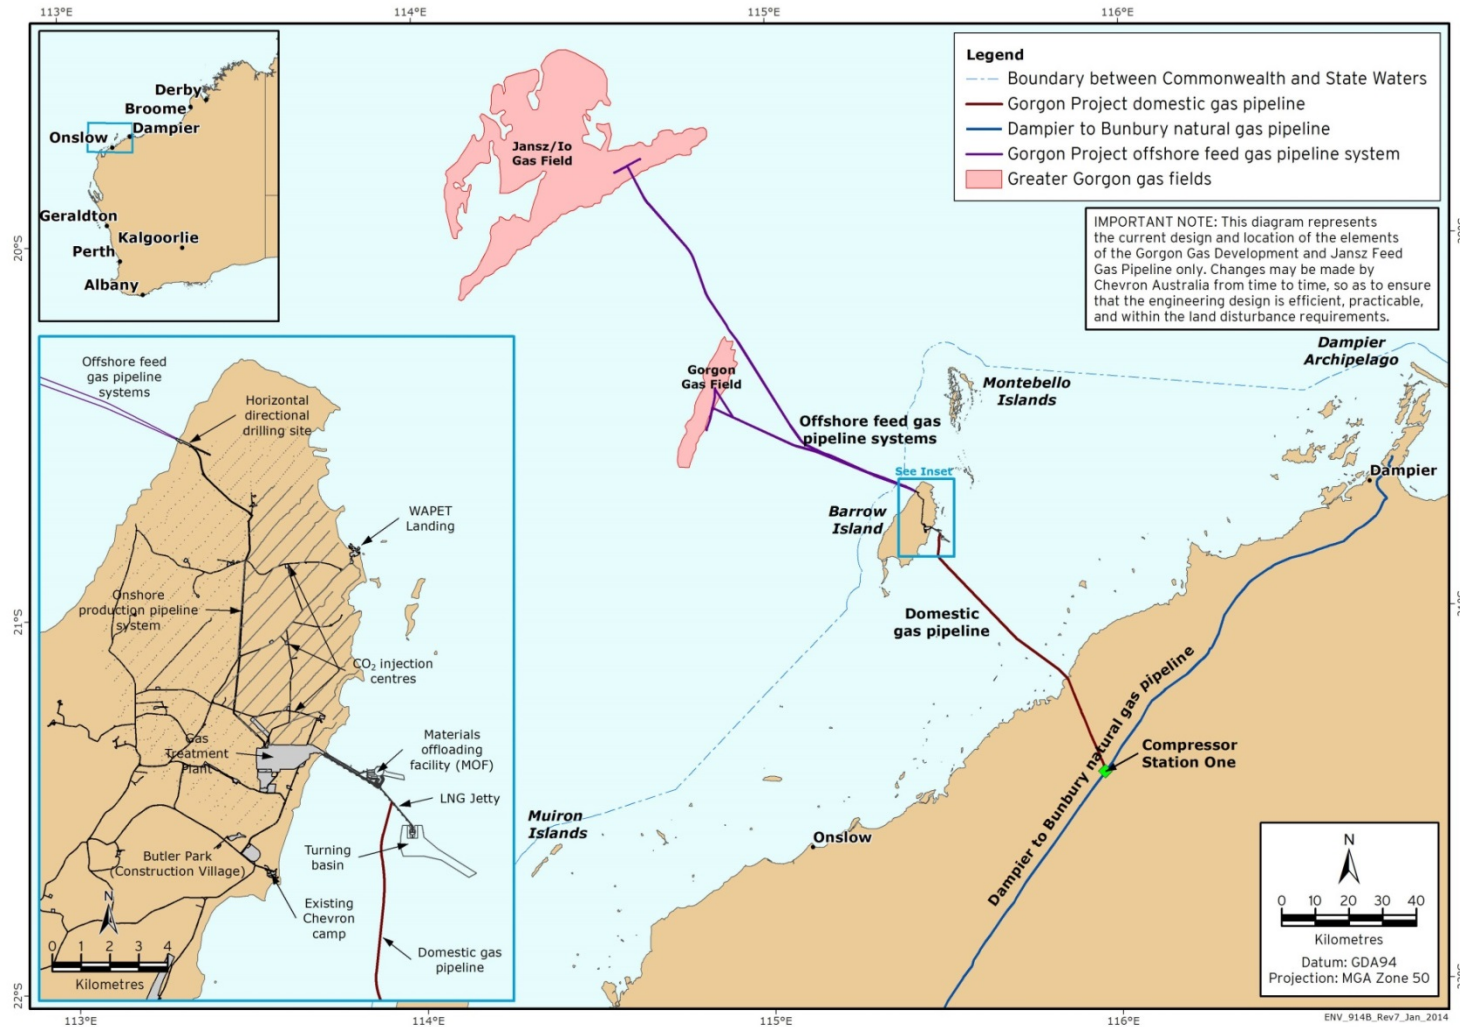 113°E
114°E
115°E
116°E
Derby
Broome
Dampier
Onslow
Geraldton
Kalgoorlie
Perth
Albany
Jansz/Io
Gas Field
Legend
Boundary between Commonwealth and State Waters
Gorgon Project domestic gas pipeline
Dampier to Bunbury natural gas pipeline
Gorgon Project offshore feed gas pipeline system
Greater Gorgon gas fields
IMPORTANT NOTE: This diagram represents
the current design and location of the elements
of the Gorgon Gas Development and Jansz Feed
Gas Pipeline only. Changes may be made by
Chevron Australia from time to time, so as to ensure
that the engineering design is efficient, practicable,
and within the land disturbance requirements.
20°S
20°S
Offshore feed
gas pipeline
systems
Horizontal
directional
drilling site
WAPET
Landing
Onshore
production pipeline
system
CO₂ injection
centres
Gas
Treatment
Plant
Materials
offloading
facility (MOF)
LNG Jetty
Turning
basin
Butler Park
(Construction Village)
Existing
Chevron
camp
Domestic gas
pipeline
N
0 1 2 3 4
Kilometres
Gorgon
Gas Field
Dampier
Archipelago
Montebello
Islands
Offshore feed gas
pipeline systems
See Inset
Dampier
Barrow
Island
21°S
21°S
Domestic
gas pipeline
Dampier to Bunbury natural gas pipeline
Compressor
Station One
Muiron
Islands
Onslow
N
0 10 20 30 40
Kilometres
Datum: GDA94
Projection: MGA Zone 50
22°S
22°S
113°E
114°E
115°E
116°E
ENV_914B_Rev7_Jan_2014